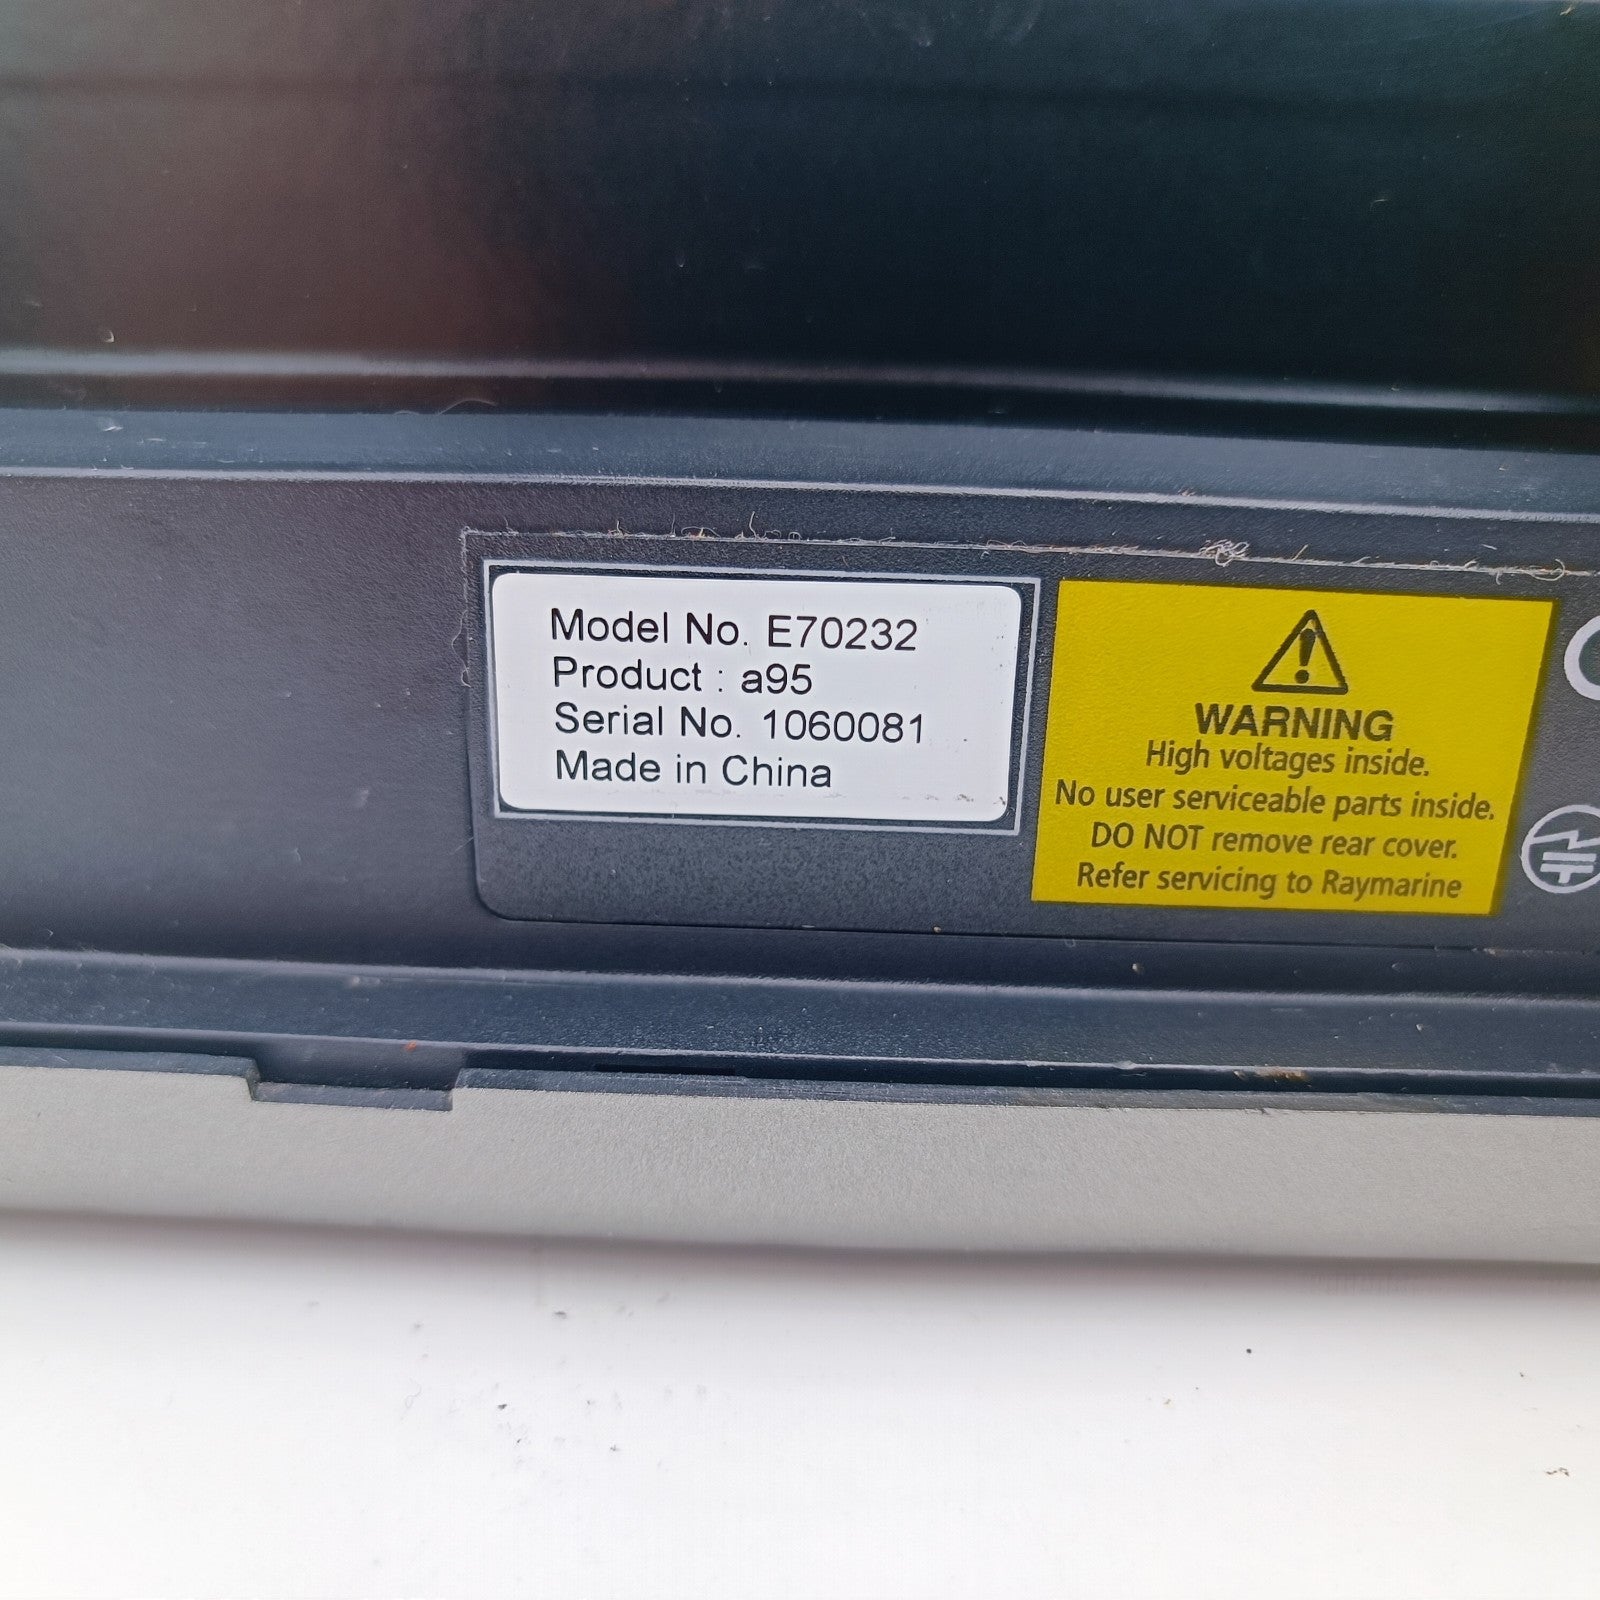 Model No. E70232
Product : a95
Serial No. 1060081
Made in China
WARNING
High voltages inside.
No user serviceable parts inside.
DO NOT remove rear cover.
Refer servicing to Raymarine